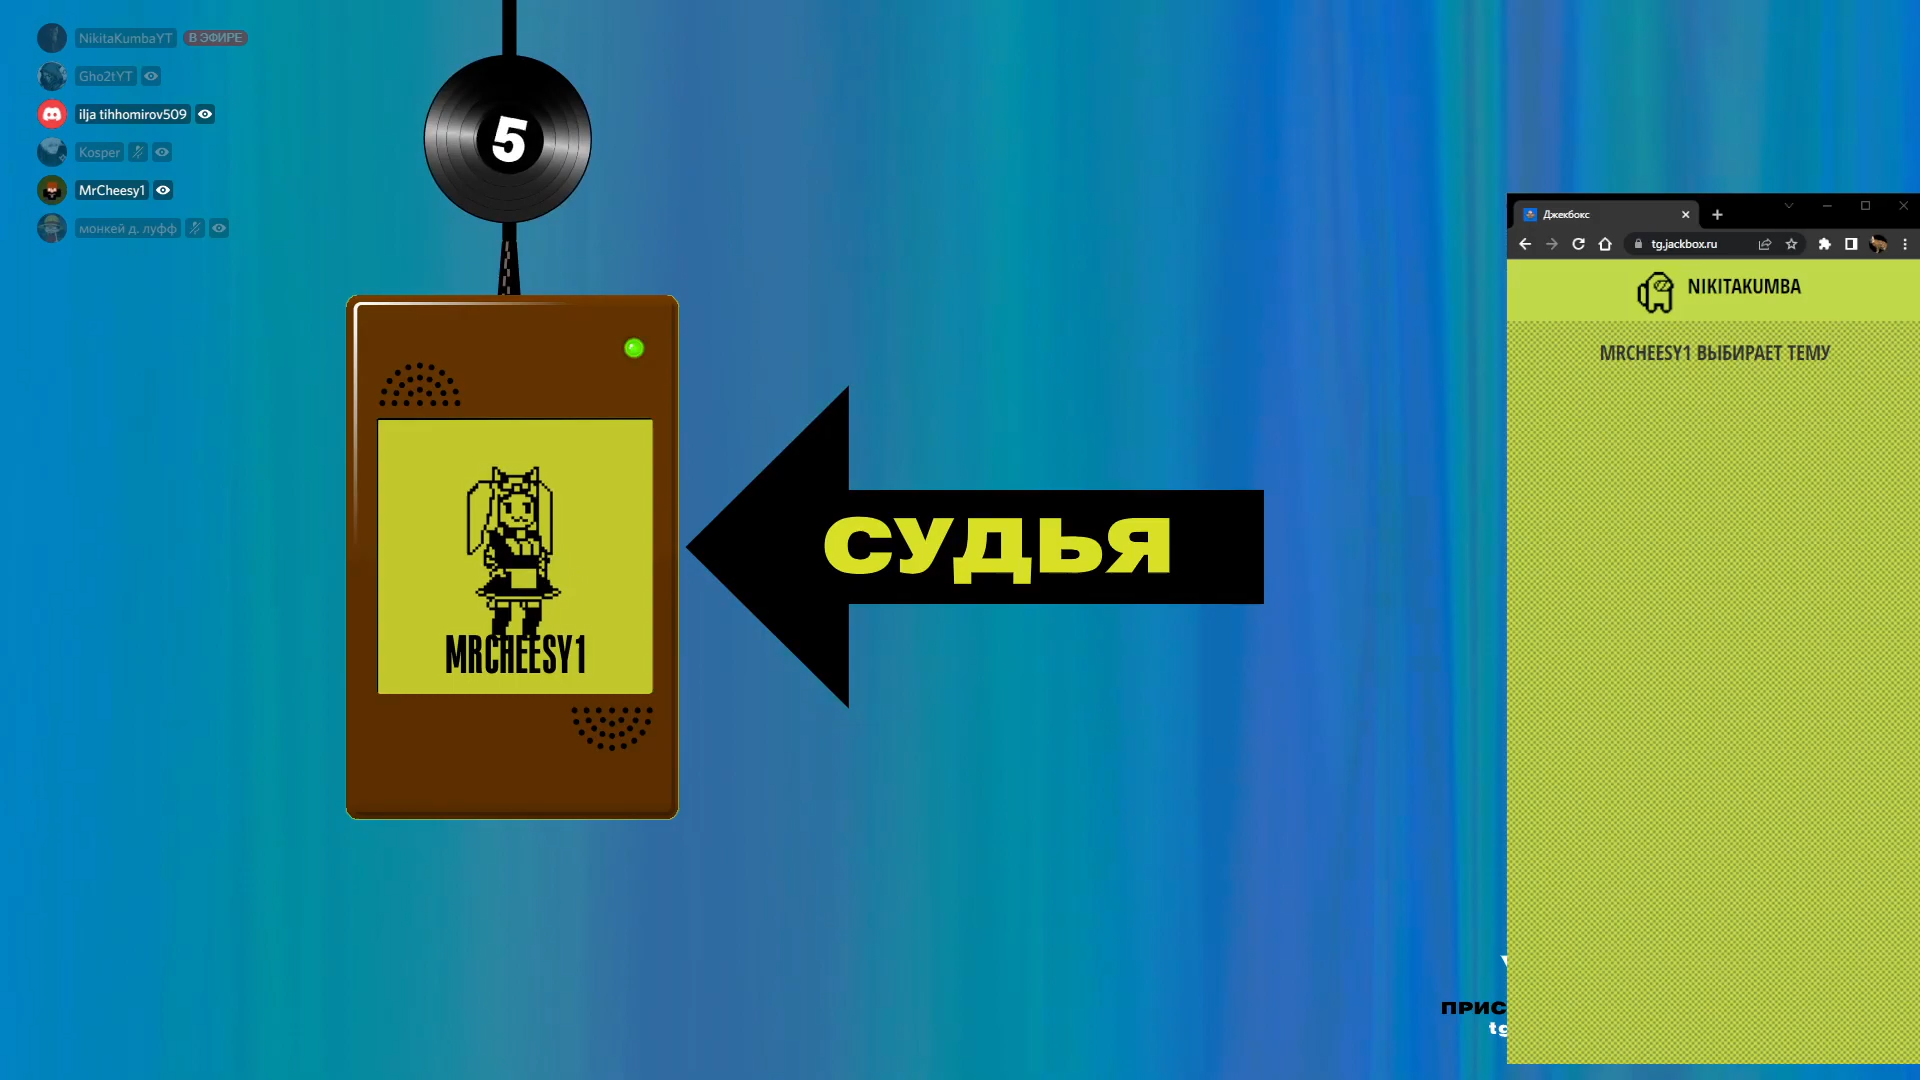 NikitaKumbaYT В ЭФИРЕ
Gho2tYT
ilja tihhomirov509
Kosper
MrCheesy1
монкей д. луфф
5
СУДЬЯ
MRCHEESY1
Джекбокс
tg.jackbox.ru
NIKITAKUMBA
MRCHEESY1 ВЫБИРАЕТ ТЕМУ
ПРИС
tg